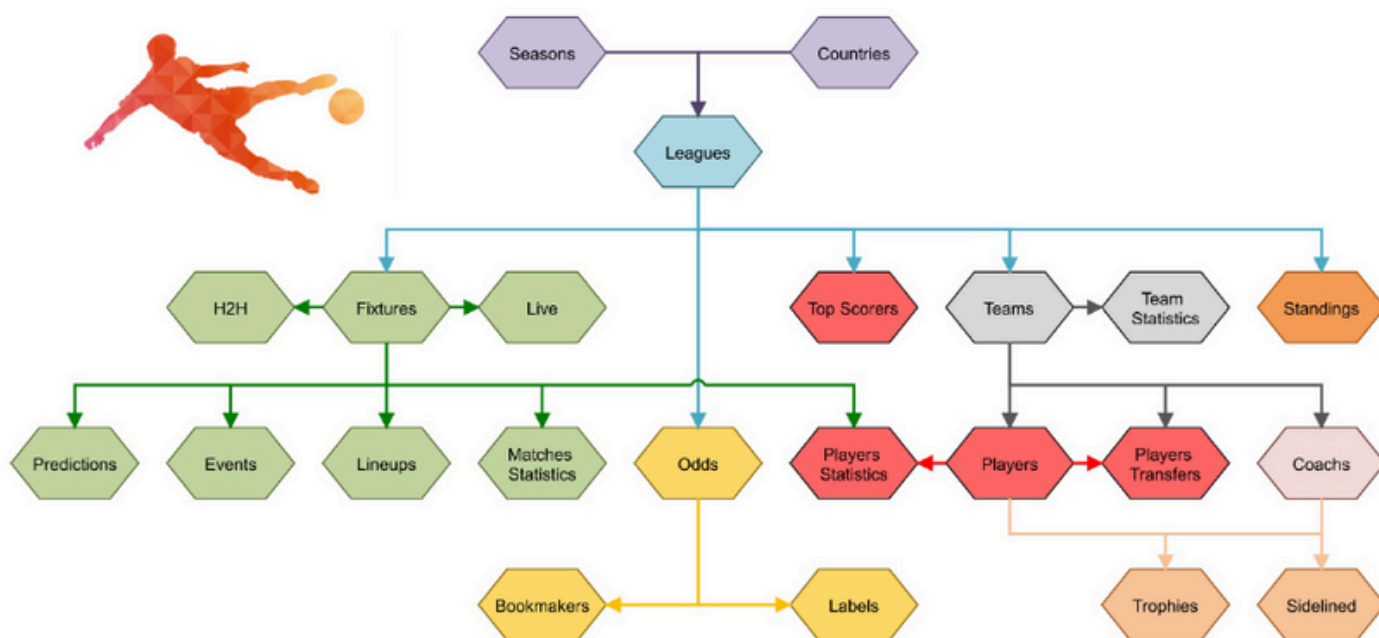 Seasons
Countries
Leagues
H2H
Fixtures
Live
Top Scorers
Teams
Team
Statistics
Standings
Predictions
Events
Lineups
Matches
Statistics
Odds
Players
Statistics
Players
Players
Transfers
Coachs
Bookmakers
Labels
Trophies
Sidelined